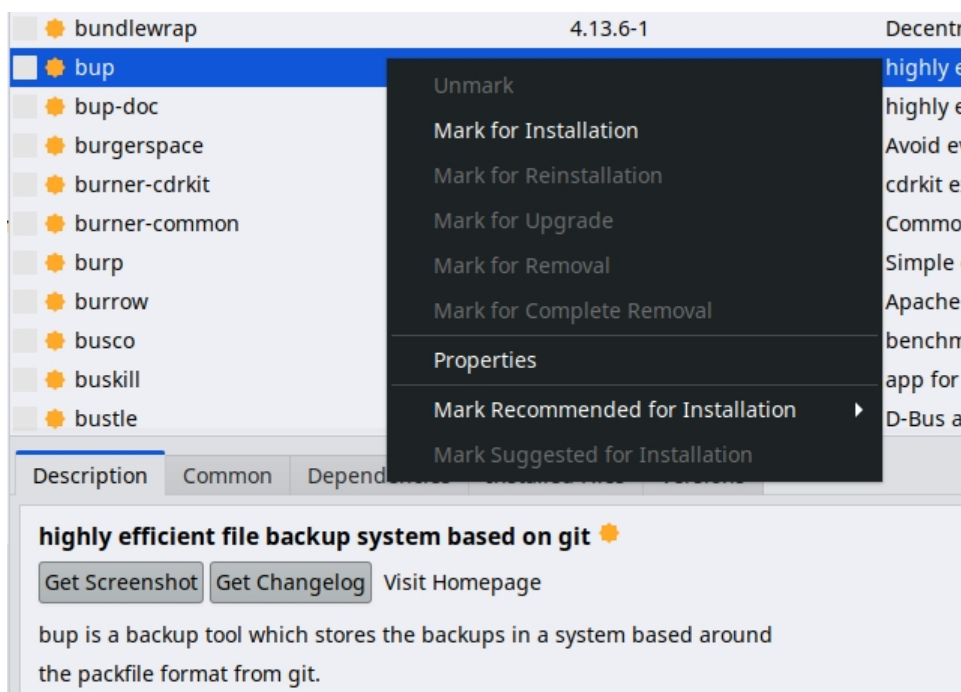 bundlewrap 4.13.6-1 Decentr
bup highly e
bup-doc highly e
burgerspace Avoid e
burner-cdrkit cdrkit e
burner-common Commo
burp Simple
burrow Apache
busco benchm
buskill app for
bustle D-Bus a
Unmark
Mark for Installation
Mark for Reinstallation
Mark for Upgrade
Mark for Removal
Mark for Complete Removal
Properties
Mark Recommended for Installation
Mark Suggested for Installation
Description Common Dependencies Installed Files Versions
highly efficient file backup system based on git
Get Screenshot Get Changelog Visit Homepage
bup is a backup tool which stores the backups in a system based around
the packfile format from git.